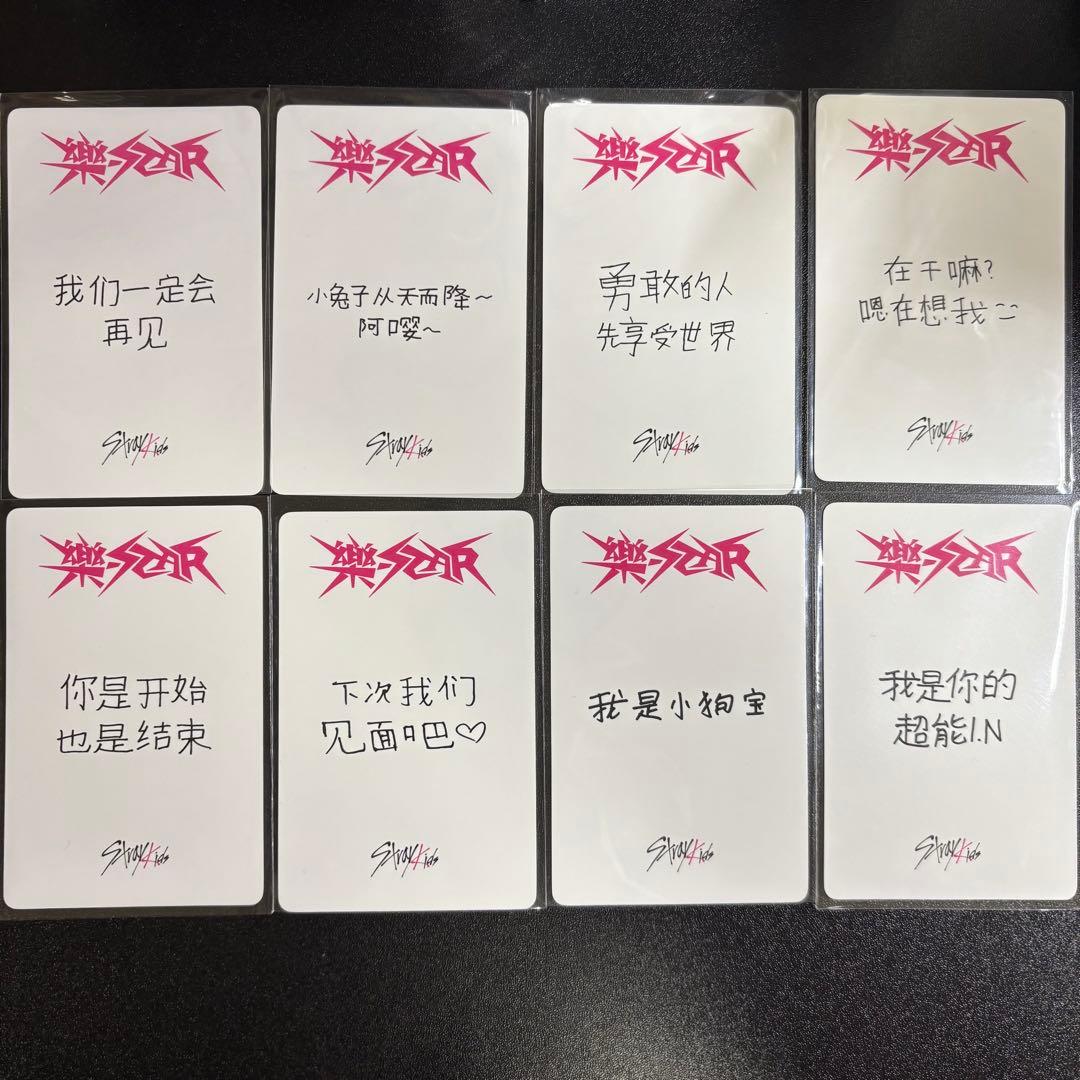 樂-STAR
我们一定会
再见
Stray Kids
樂-STAR
小兔子从天而降~
阿嘤~
Stray Kids
樂-STAR
勇敢的人
先享受世界
Stray Kids
樂-STAR
在干嘛?
嗯在想我
Stray Kids
樂-STAR
你是开始
也是结束
Stray Kids
樂-STAR
下次我们
见面吧♡
Stray Kids
樂-STAR
我是小狗宝
Stray Kids
樂-STAR
我是你的
超能I.N
Stray Kids